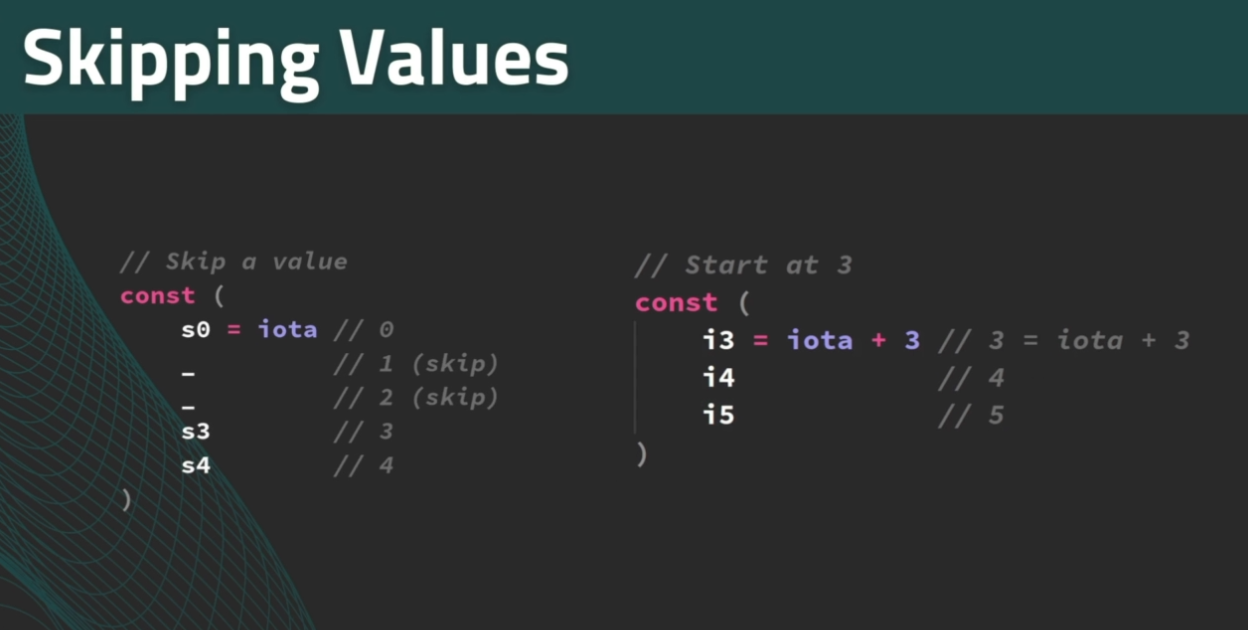 Skipping Values
// Skip a value
const (
    s0 = iota // 0
    _         // 1 (skip)
    _         // 2 (skip)
    s3        // 3
    s4        // 4
)
// Start at 3
const (
    i3 = iota + 3 // 3 = iota + 3
    i4            // 4
    i5            // 5
)